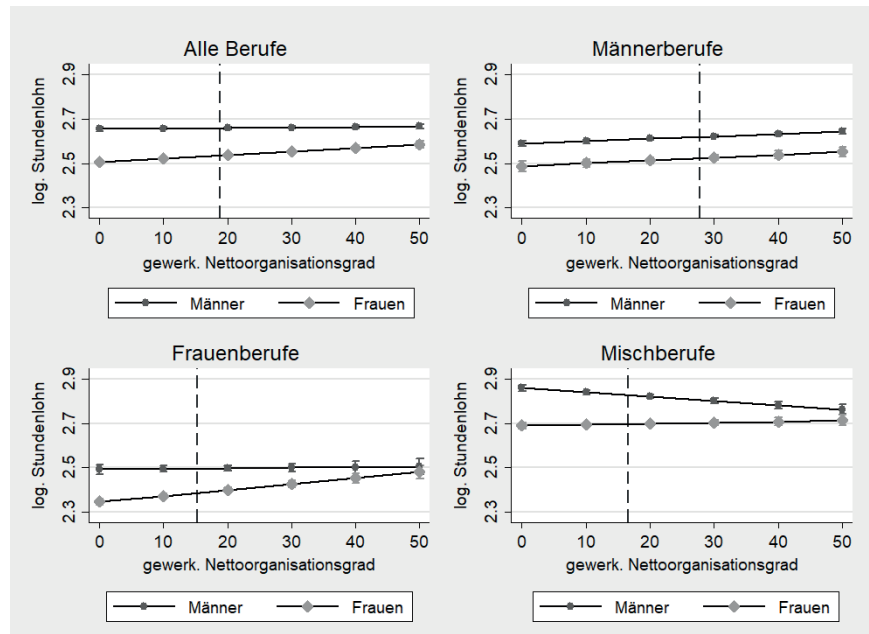 Alle Berufe
log. Stundenlohn
2.9
2.7
2.5
2.3
0 10 20 30 40 50
gewerk. Nettoorganisationsgrad
Männer Frauen
Männerberufe
log. Stundenlohn
2.9
2.7
2.5
2.3
0 10 20 30 40 50
gewerk. Nettoorganisationsgrad
Männer Frauen
Frauenberufe
log. Stundenlohn
2.9
2.7
2.5
2.3
0 10 20 30 40 50
gewerk. Nettoorganisationsgrad
Männer Frauen
Mischberufe
log. Stundenlohn
2.9
2.7
2.5
2.3
0 10 20 30 40 50
gewerk. Nettoorganisationsgrad
Männer Frauen